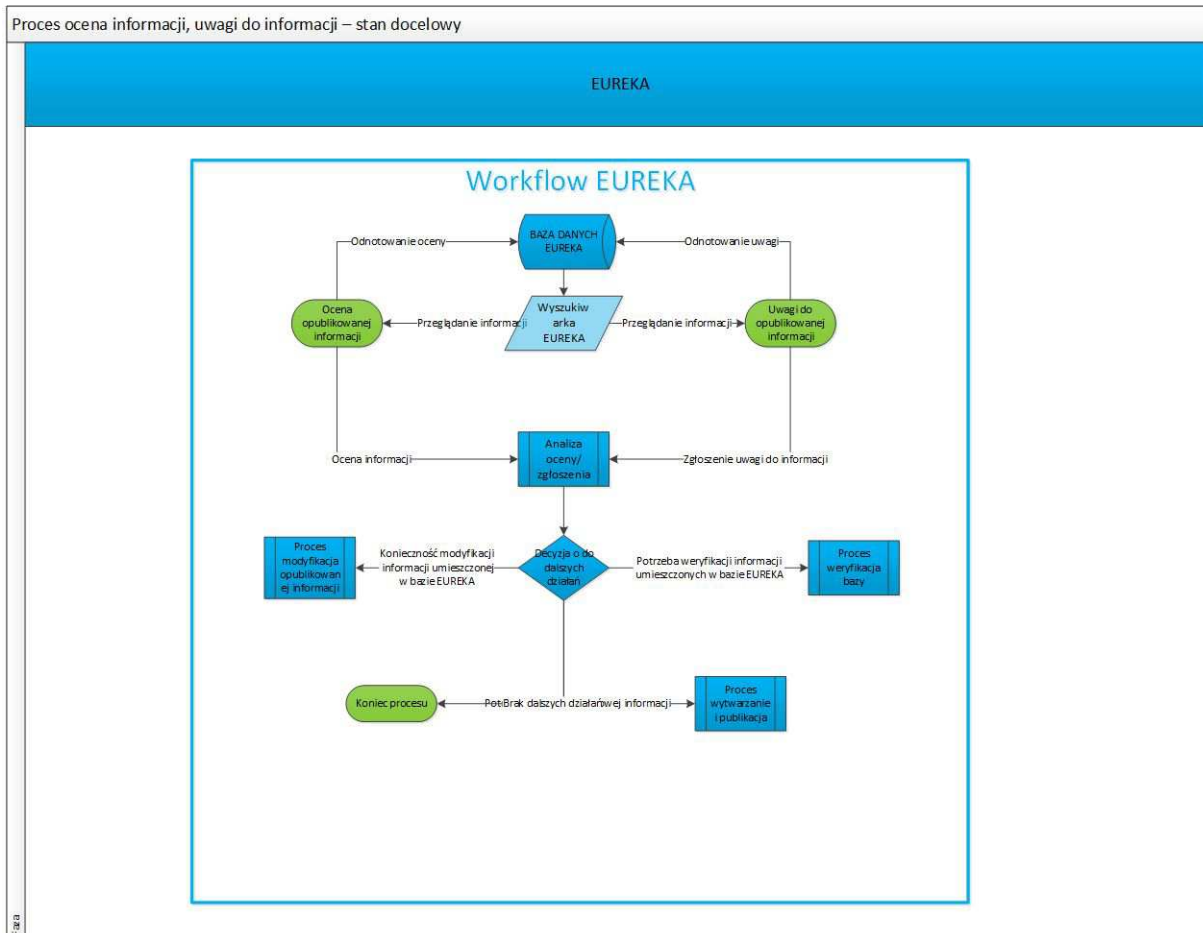 Proces ocena informacji, uwagi do informacji – stan docelowy
EUREKA
Workflow EUREKA
BAZA DANYCH
EUREKA
Odnotowanie oceny
Odnotowanie uwagi
Ocena
opublikowanej
informacji
Przeglądanie informacji
Wyszukiw
arka
EUREKA
Przeglądanie informacji
Uwagi do
opublikowanej
informacji
Ocena informacji
Analiza
oceny/
zgłoszenia
Zgłoszenie uwagi do informacji
Proces
modyfikacja
opublikowan
ej informacji
Konieczność modyfikacji
informacji umieszczonej
w bazie EUREKA
Decyzja o do
dalszych
działań
Potrzeba weryfikacji informacji
umieszczonych w bazie EUREKA
Proces
weryfikacja
bazy
Koniec procesu
Brak dalszych działań
informacji
Proces
wytwarzanie
i publikacja